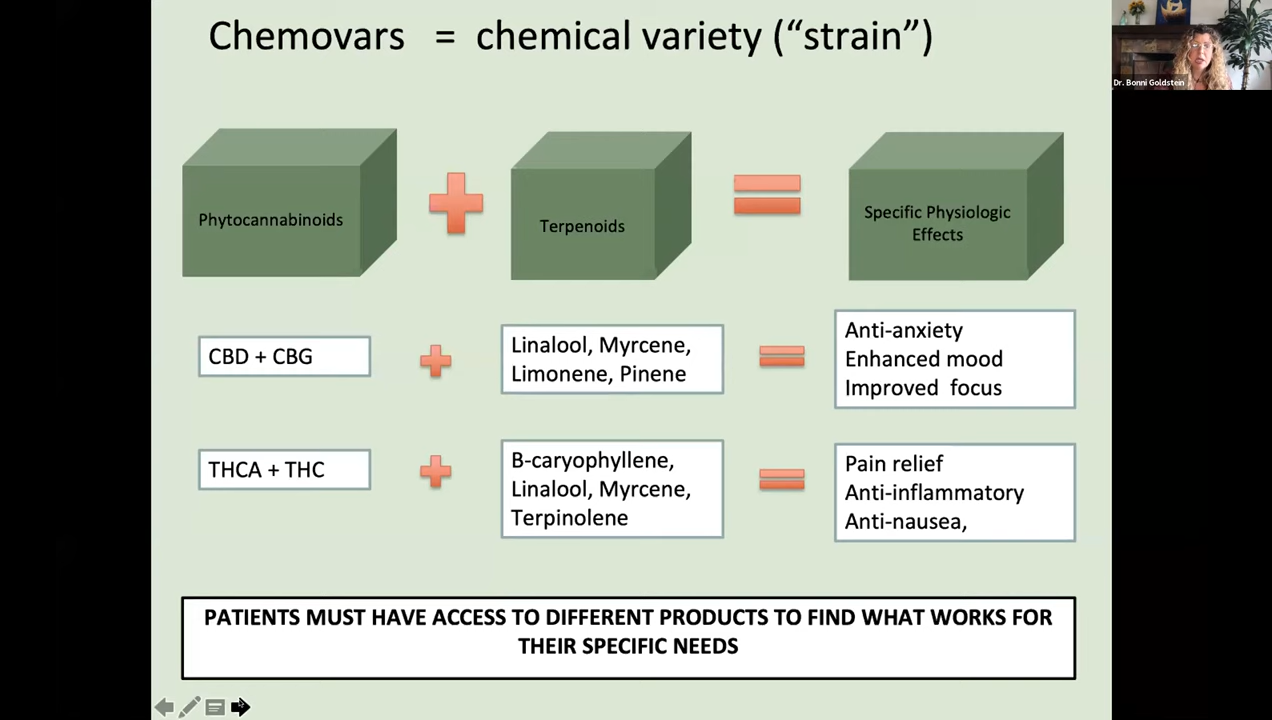 Chemovars = chemical variety (“strain”)
Dr. Bonni Goldstein
Phytocannabinoids
Terpenoids
Specific Physiologic
Effects
CBD + CBG
Linalool, Myrcene,
Limonene, Pinene
Anti-anxiety
Enhanced mood
Improved  focus
THCA + THC
B-caryophyllene,
Linalool, Myrcene,
Terpinolene
Pain relief
Anti-inflammatory
Anti-nausea,
PATIENTS MUST HAVE ACCESS TO DIFFERENT PRODUCTS TO FIND WHAT WORKS FOR
THEIR SPECIFIC NEEDS